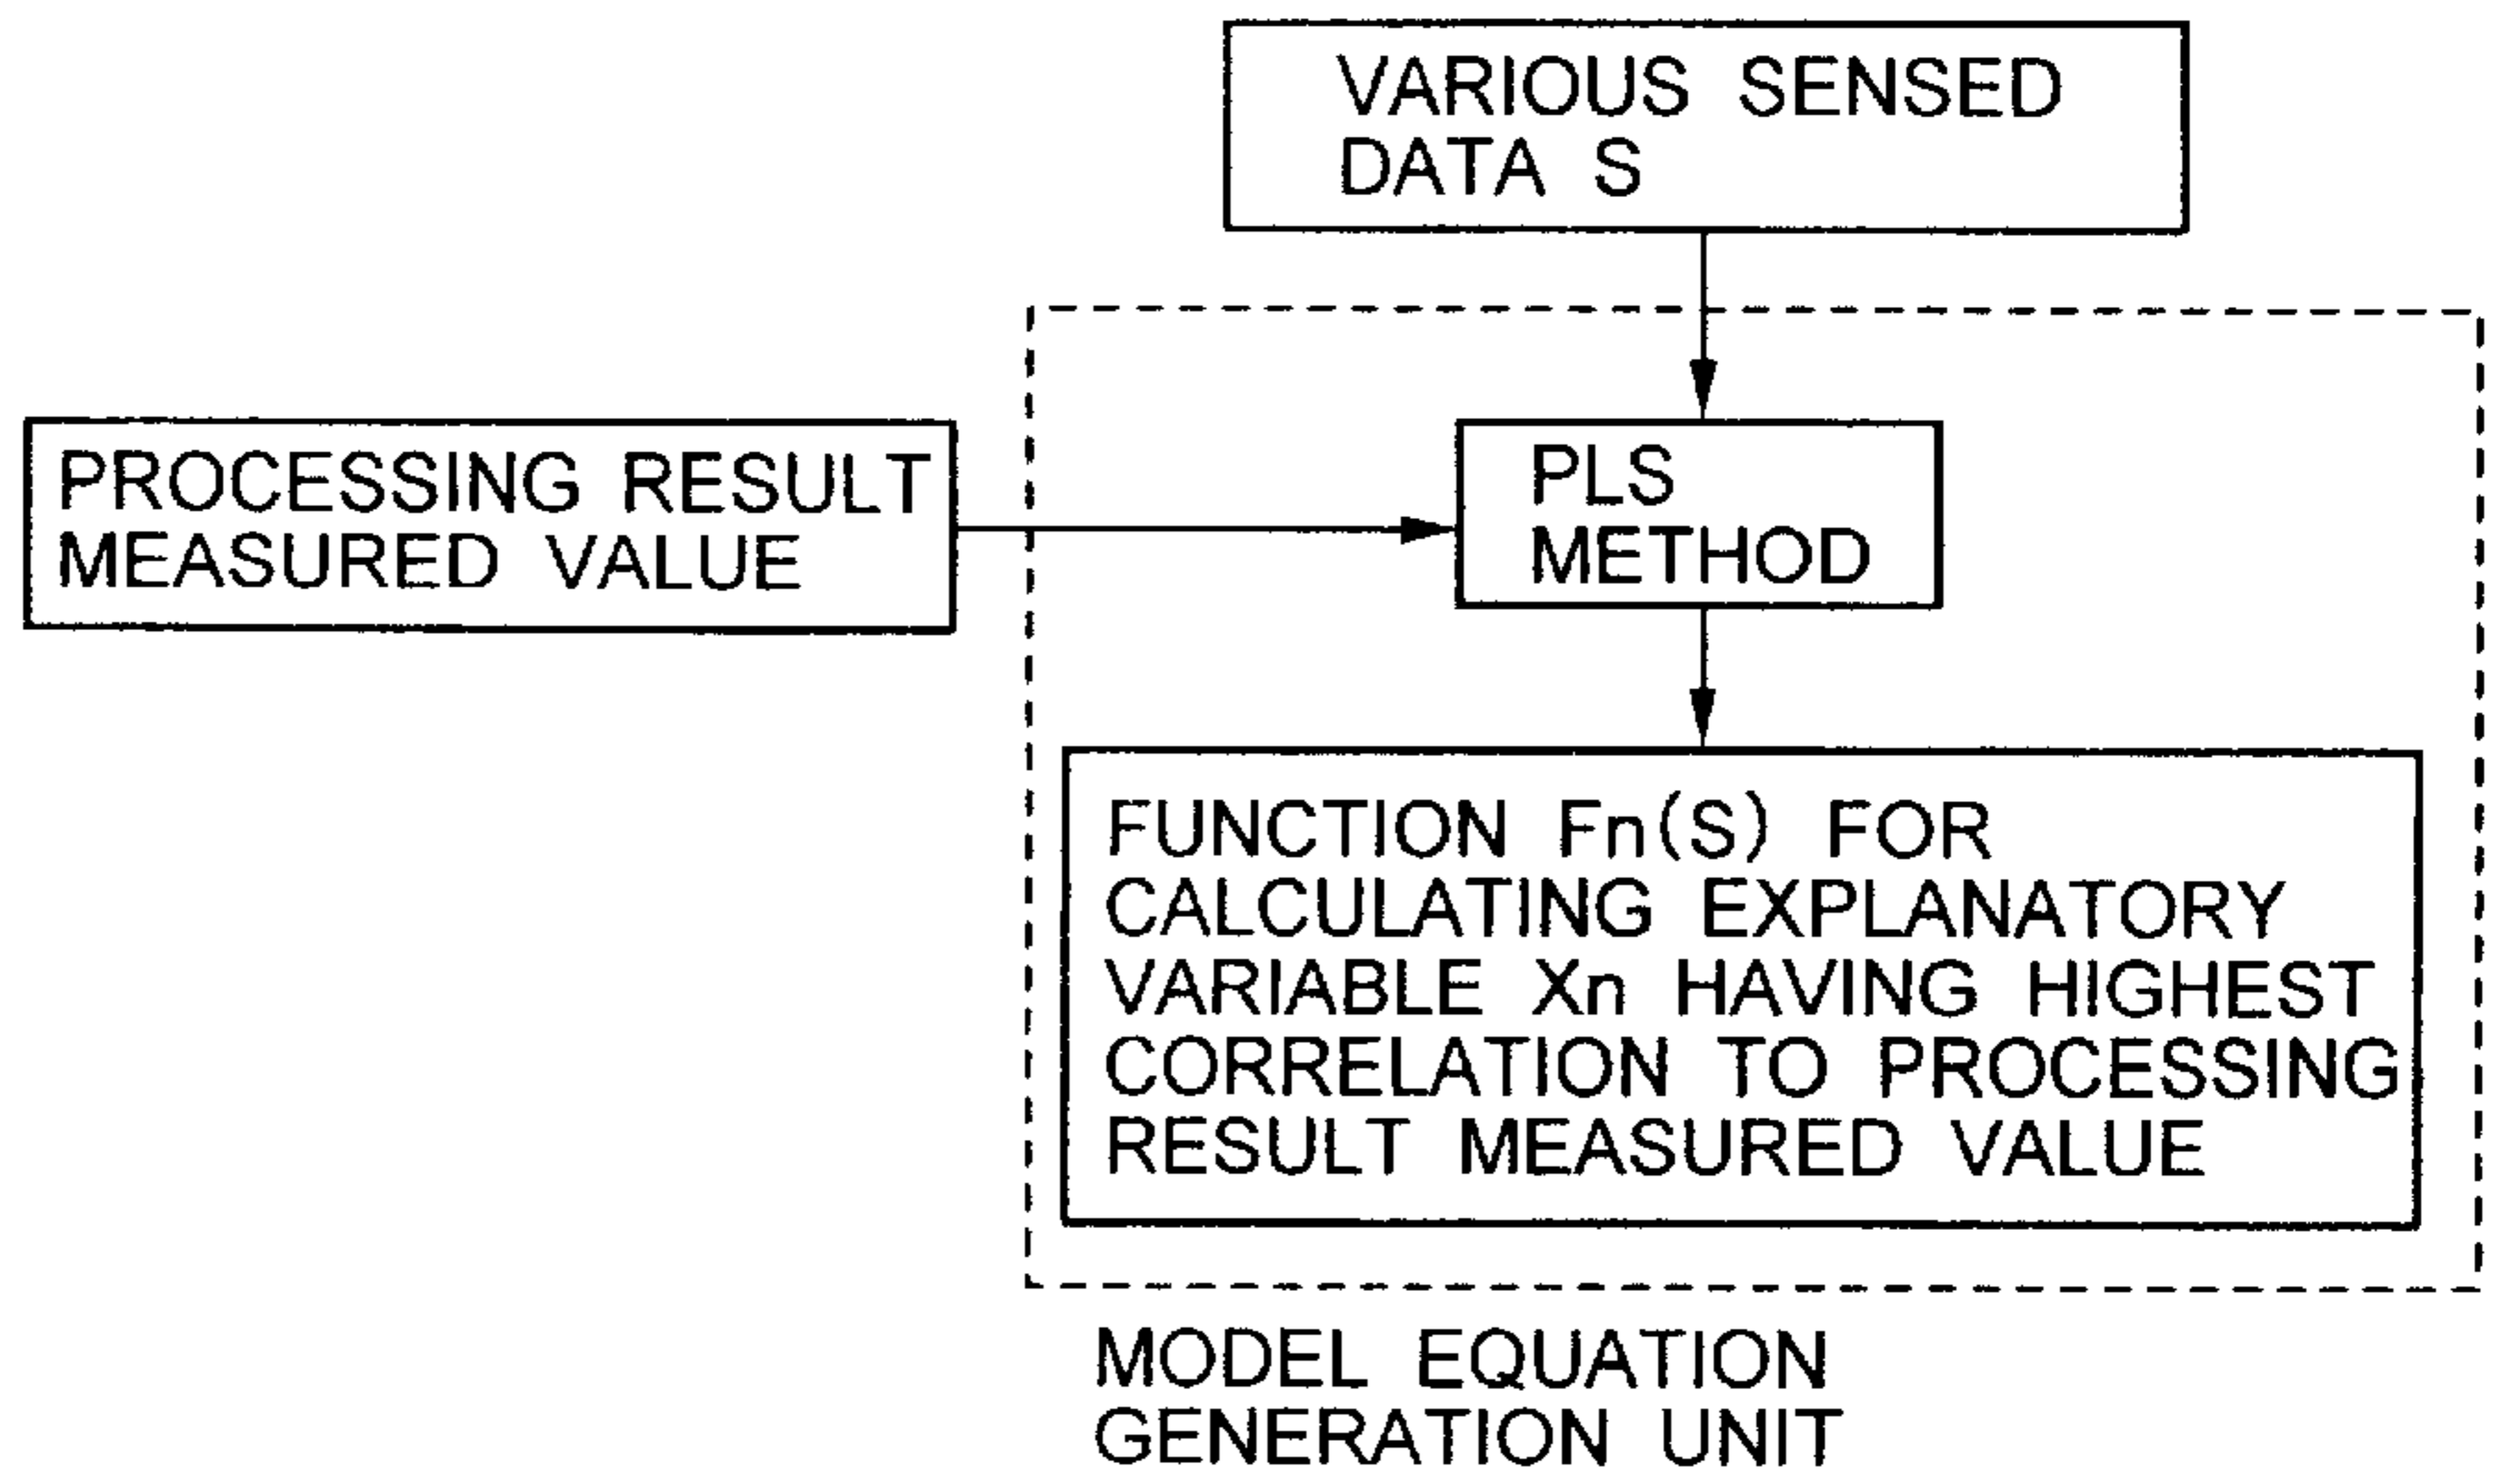 VARIOUS SENSED
DATA S
PROCESSING RESULT
MEASURED VALUE
PLS
METHOD
FUNCTION Fn(S) FOR
CALCULATING EXPLANATORY
VARIABLE Xn HAVING HIGHEST
CORRELATION TO PROCESSING
RESULT MEASURED VALUE
MODEL EQUATION
GENERATION UNIT